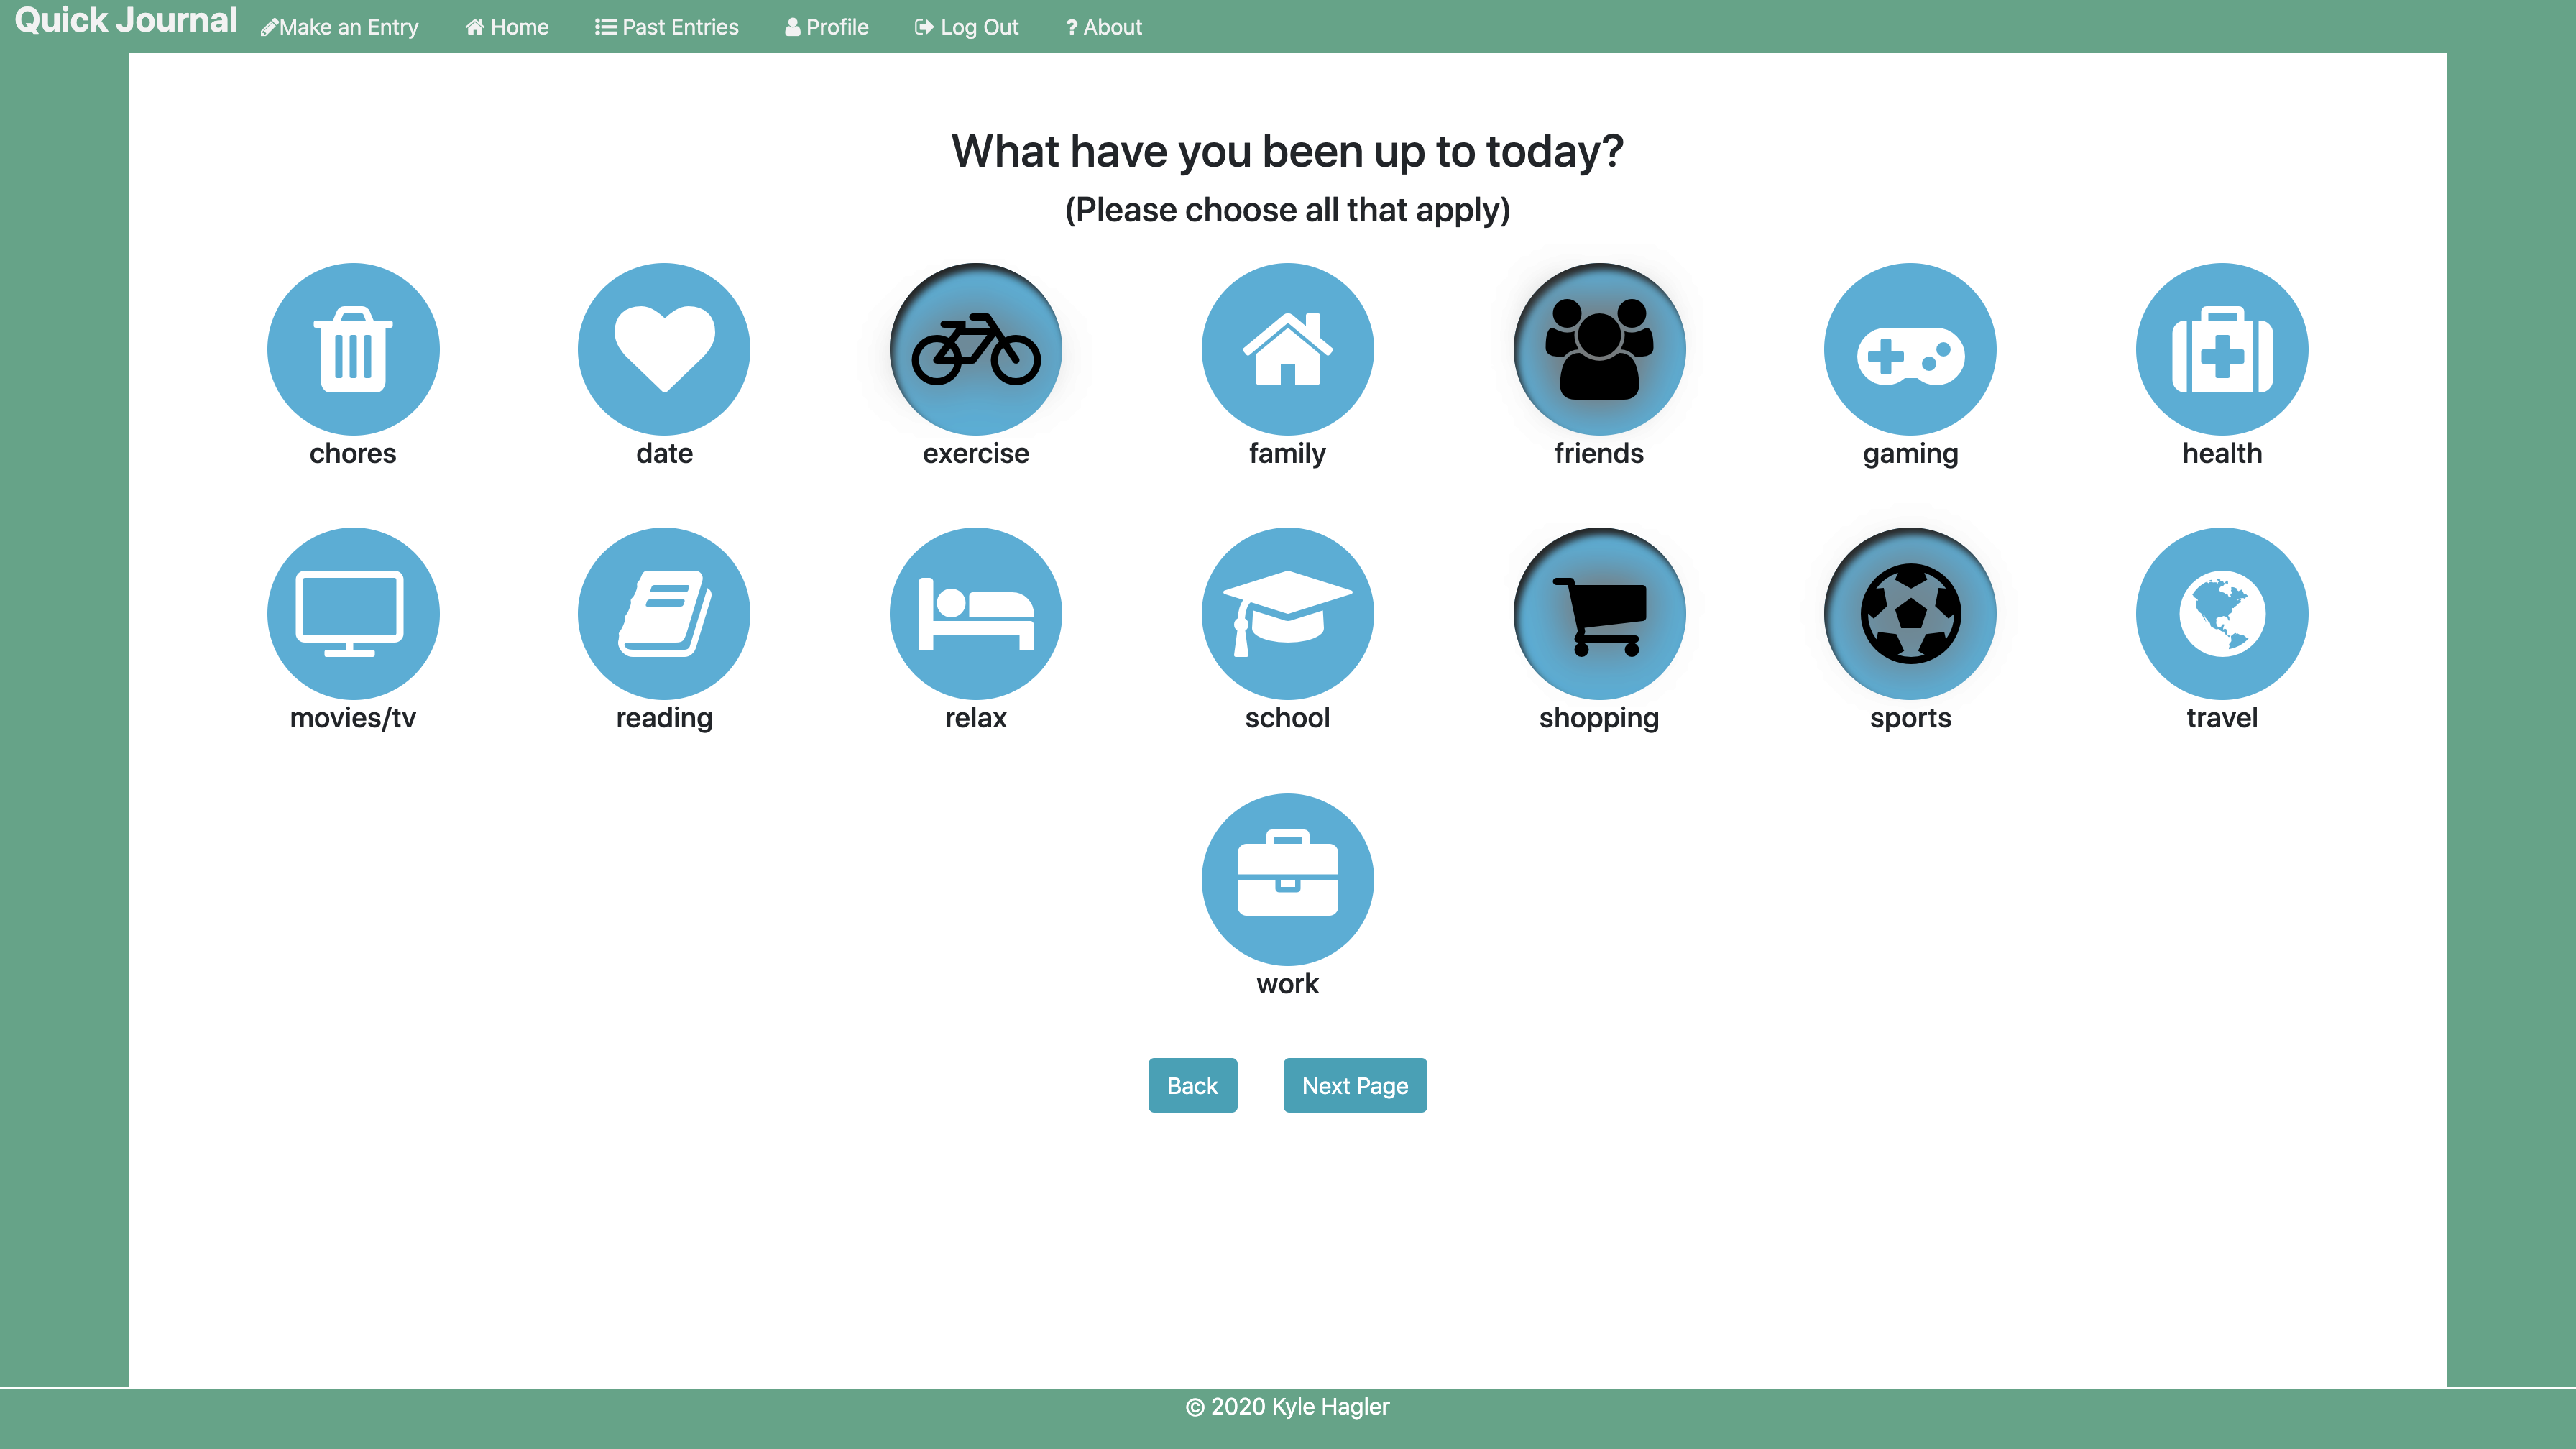 Quick Journal Make an Entry Home Past Entries Profile Log Out ? About
What have you been up to today?
(Please choose all that apply)
chores date exercise family friends gaming health
movies/tv reading relax school shopping sports travel
work
Back Next Page
© 2020 Kyle Hagler